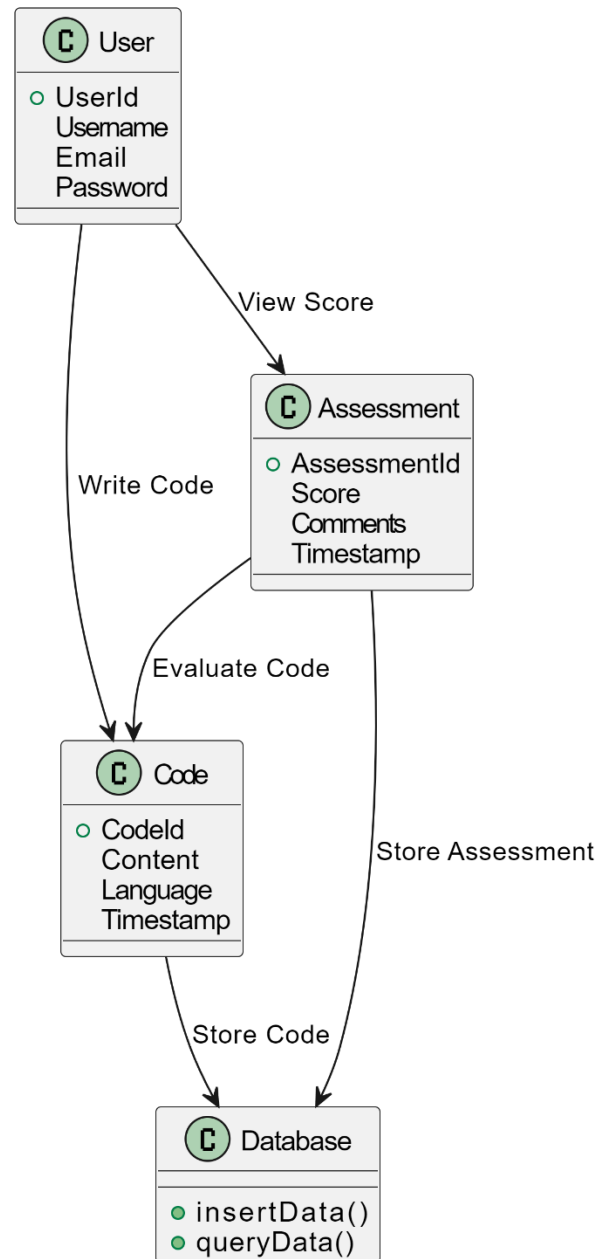 C User
UserId
Username
Email
Password
View Score
C Assessment
AssessmentId
Score
Comments
Timestamp
Write Code
Evaluate Code
C Code
CodeId
Content
Language
Timestamp
Store Assessment
Store Code
C Database
insertData()
queryData()